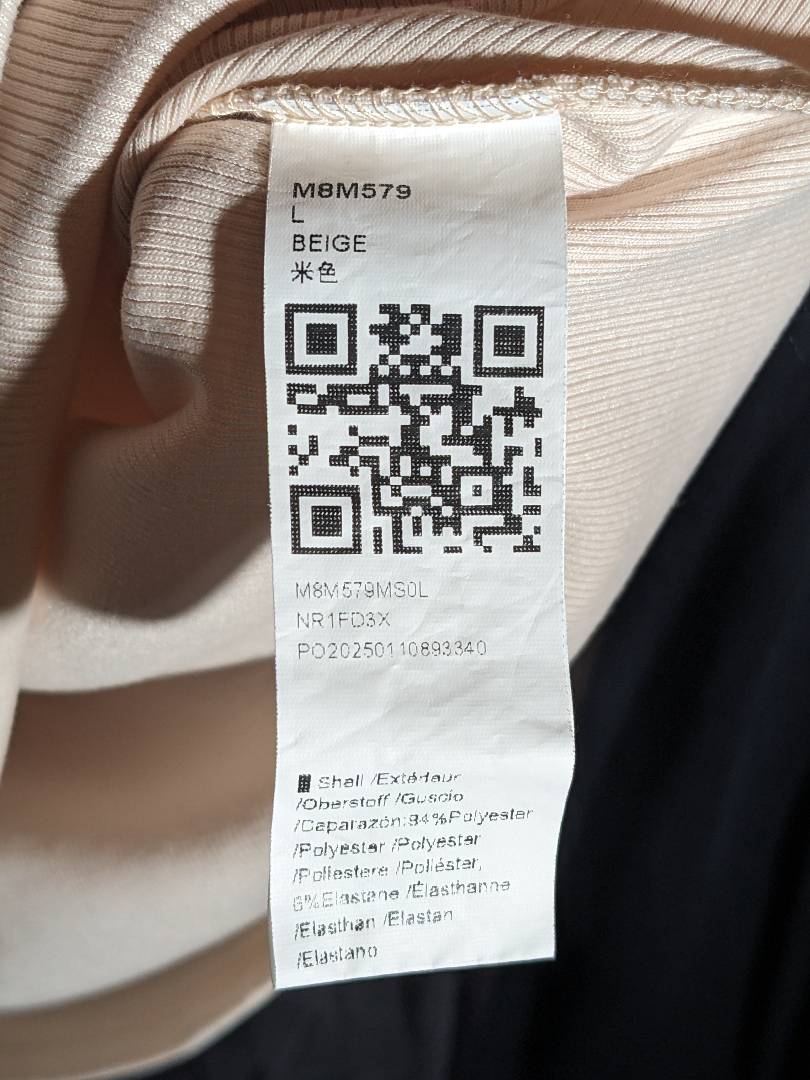 M8M579
L
BEIGE
米色
M8M579MS0L
NR1FD3X
PO20250110893340
Shell /Extérieur
/Oberstoff /Guscio
/Caparazón:94%Polyester
/Polyester /Polyester
/Poliestere /Poliéster,
6%Elastane /Élasthanne
/Elasthan /Elastan
/Elastano